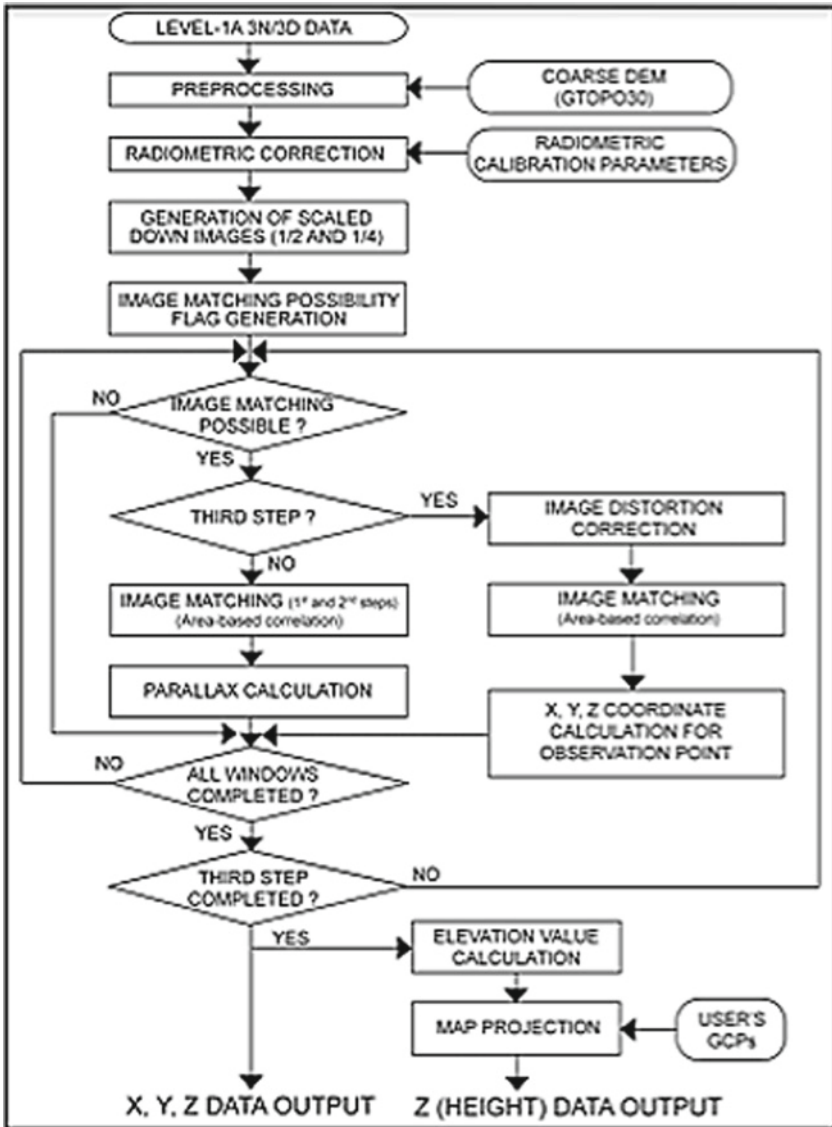 LEVEL-1A 3N/3D DATA
PREPROCESSING
COARSE DEM
(GTOPO30)
RADIOMETRIC CORRECTION
RADIOMETRIC
CALIBRATION PARAMETERS
GENERATION OF SCALED
DOWN IMAGES (1/2 AND 1/4)
IMAGE MATCHING POSSIBILITY
FLAG GENERATION
NO
IMAGE MATCHING
POSSIBLE ?
YES
THIRD STEP ?
YES
IMAGE DISTORTION
CORRECTION
NO
IMAGE MATCHING (1st and 2nd steps)
(Area-based correlation)
IMAGE MATCHING
(Area-based correlation)
PARALLAX CALCULATION
X, Y, Z COORDINATE
CALCULATION FOR
OBSERVATION POINT
NO
ALL WINDOWS
COMPLETED ?
YES
THIRD STEP
COMPLETED ?
NO
YES
ELEVATION VALUE
CALCULATION
MAP PROJECTION
USER'S
GCPs
X, Y, Z DATA OUTPUT
Z (HEIGHT) DATA OUTPUT